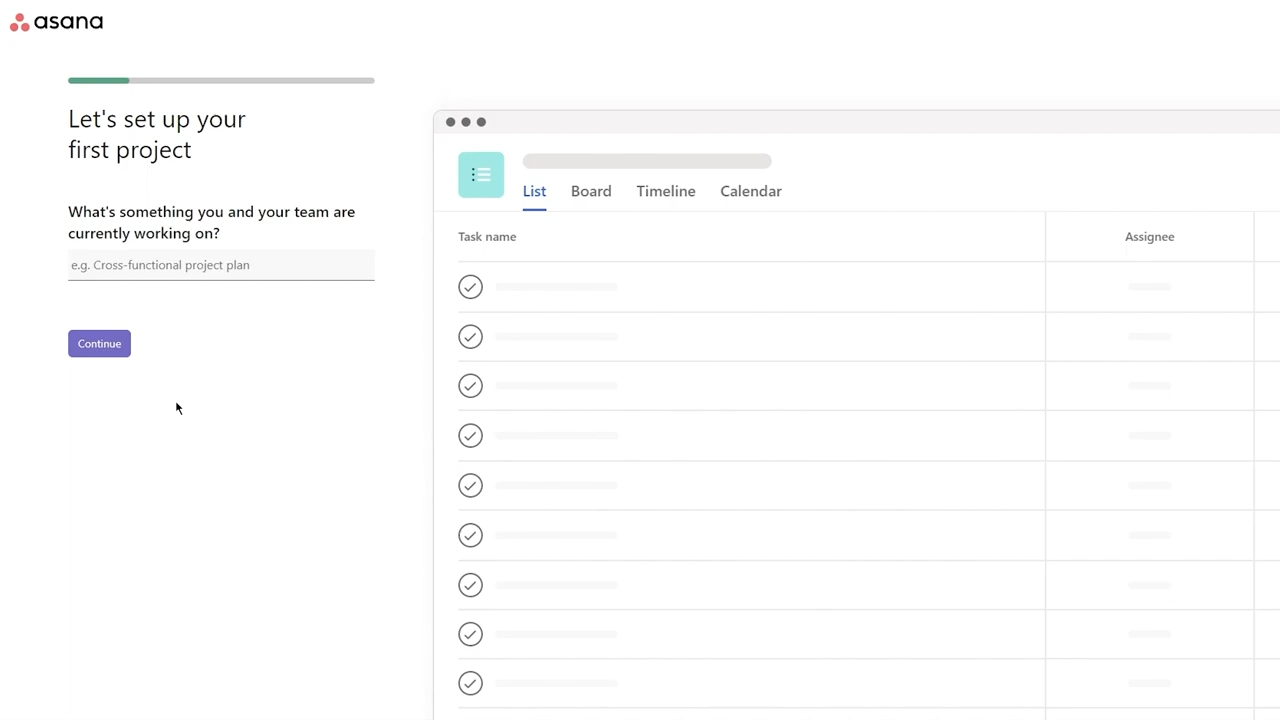 asana
Let's set up your
first project
What's something you and your team are
currently working on?
e.g. Cross-functional project plan
Continue
List Board Timeline Calendar
Task name Assignee